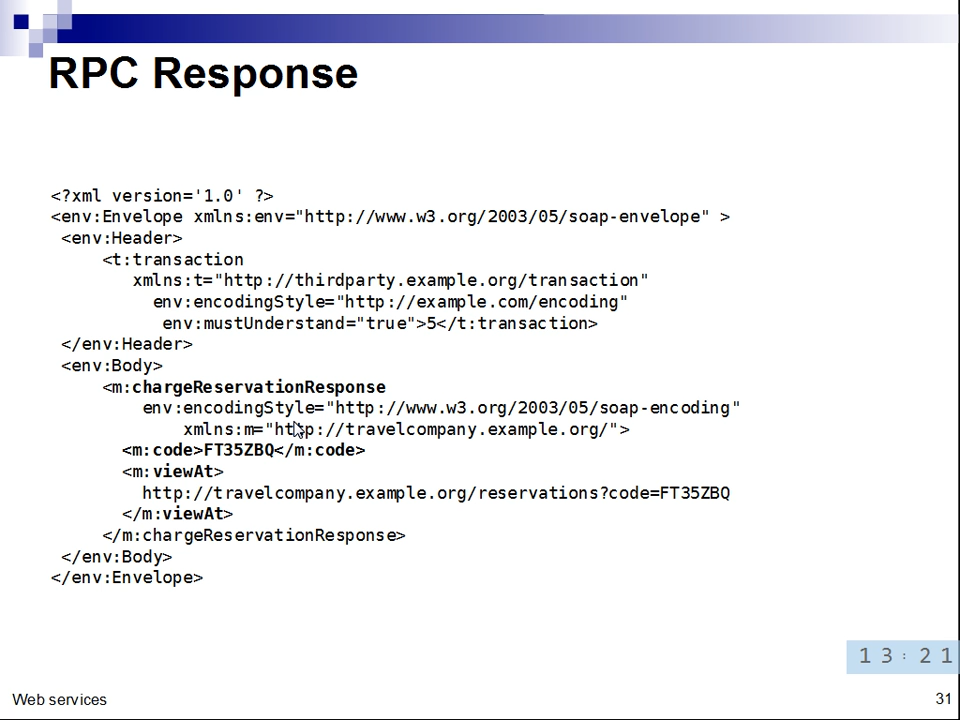 RPC Response
<?xml version='1.0' ?>
<env:Envelope xmlns:env="http://www.w3.org/2003/05/soap-envelope" >
<env:Header>
<t:transaction
xmlns:t="http://thirdparty.example.org/transaction"
env:encodingStyle="http://example.com/encoding"
env:mustUnderstand="true">5</t:transaction>
</env:Header>
<env:Body>
<m:chargeReservationResponse
env:encodingStyle="http://www.w3.org/2003/05/soap-encoding"
xmlns:m="http://travelcompany.example.org/">
<m:code>FT35ZBQ</m:code>
<m:viewAt>
http://travelcompany.example.org/reservations?code=FT35ZBQ
</m:viewAt>
</m:chargeReservationResponse>
</env:Body>
</env:Envelope>
13:21
Web services
31